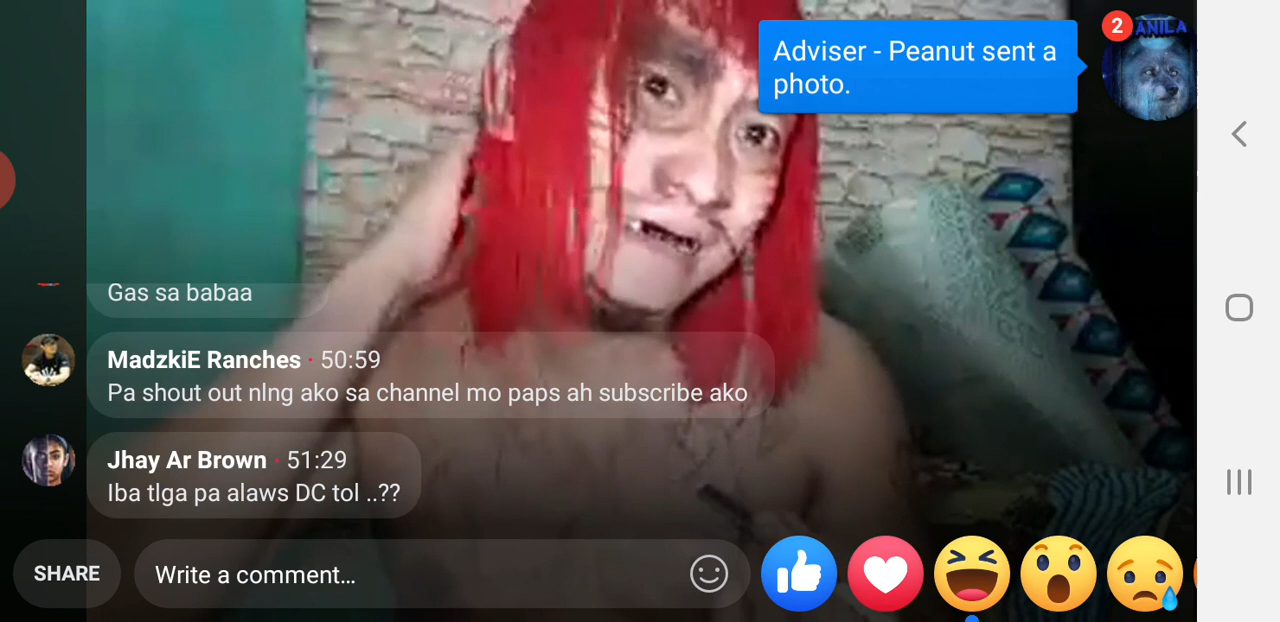 2
ANILA
Adviser - Peanut sent a
photo.
Gas sa babaa
MadzkiE Ranches · 50:59
Pa shout out nlng ako sa channel mo paps ah subscribe ako
Jhay Ar Brown · 51:29
Iba tlga pa alaws DC tol ..??
SHARE
Write a comment...